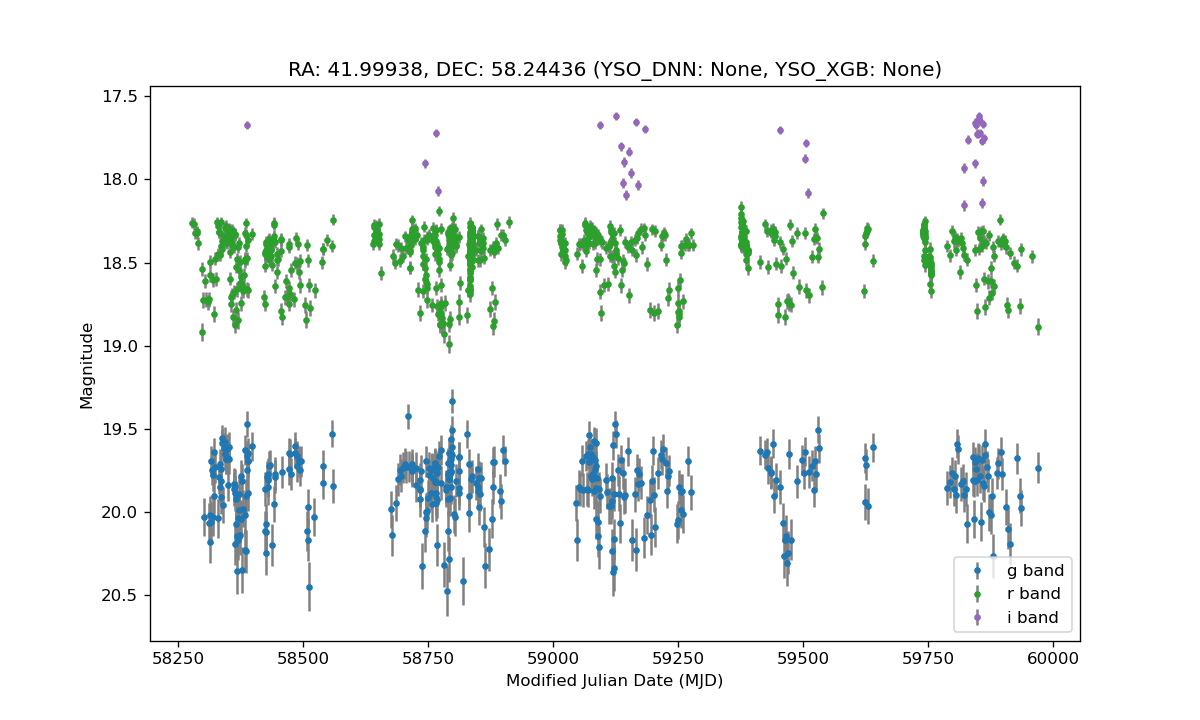 RA: 41.99938, DEC: 58.24436 (YSO_DNN: None, YSO_XGB: None)
17.5
18.0
18.5
19.0
19.5
20.0
20.5
Magnitude
g band
r band
i band
58250 58500 58750 59000 59250 59500 59750 60000
Modified Julian Date (MJD)